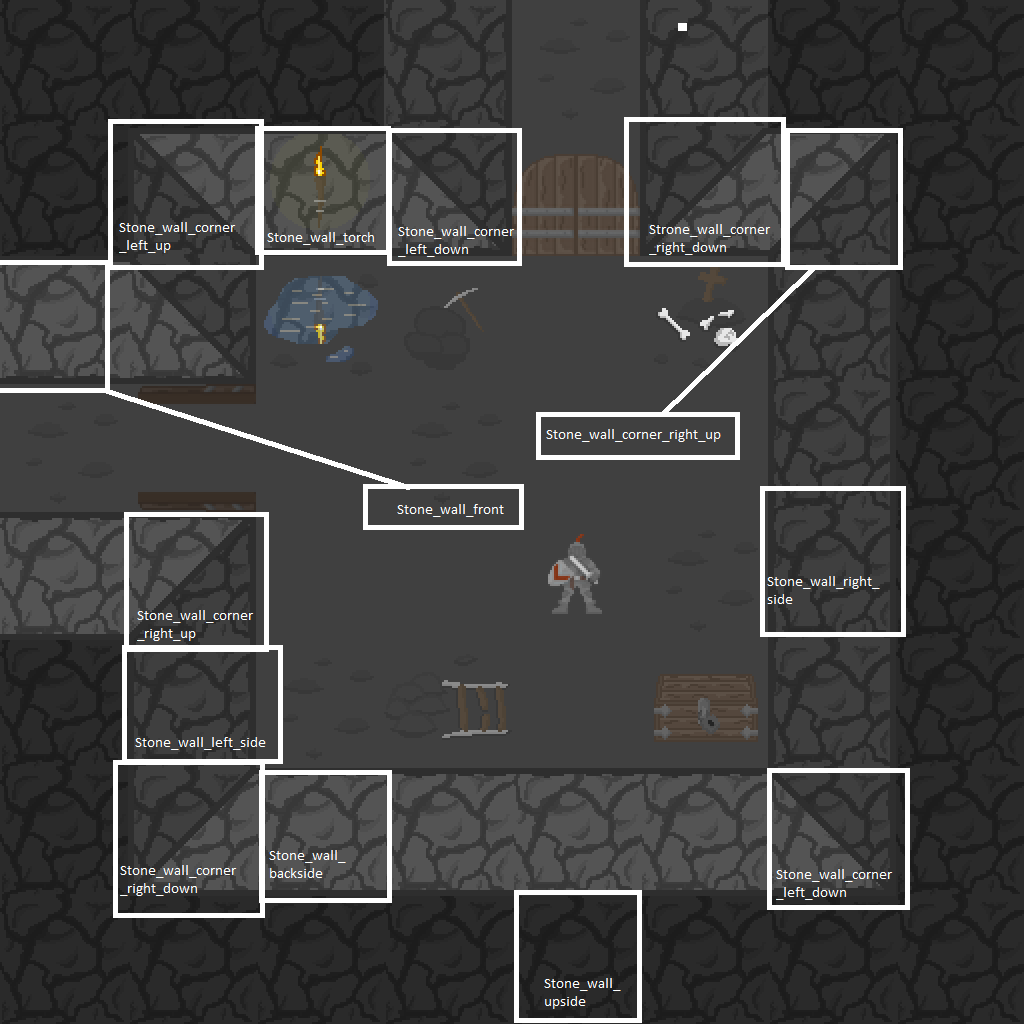 Stone_wall_corner
_left_up
Stone_wall_torch
Stone_wall_corner
_left_down
Strone_wall_corner
_right_down
Stone_wall_corner_right_up
Stone_wall_front
Stone_wall_right_
side
Stone_wall_corner
_right_up
Stone_wall_left_side
Stone_wall_corner
_right_down
Stone_wall_
backside
Stone_wall_corner
_left_down
Stone_wall_
upside